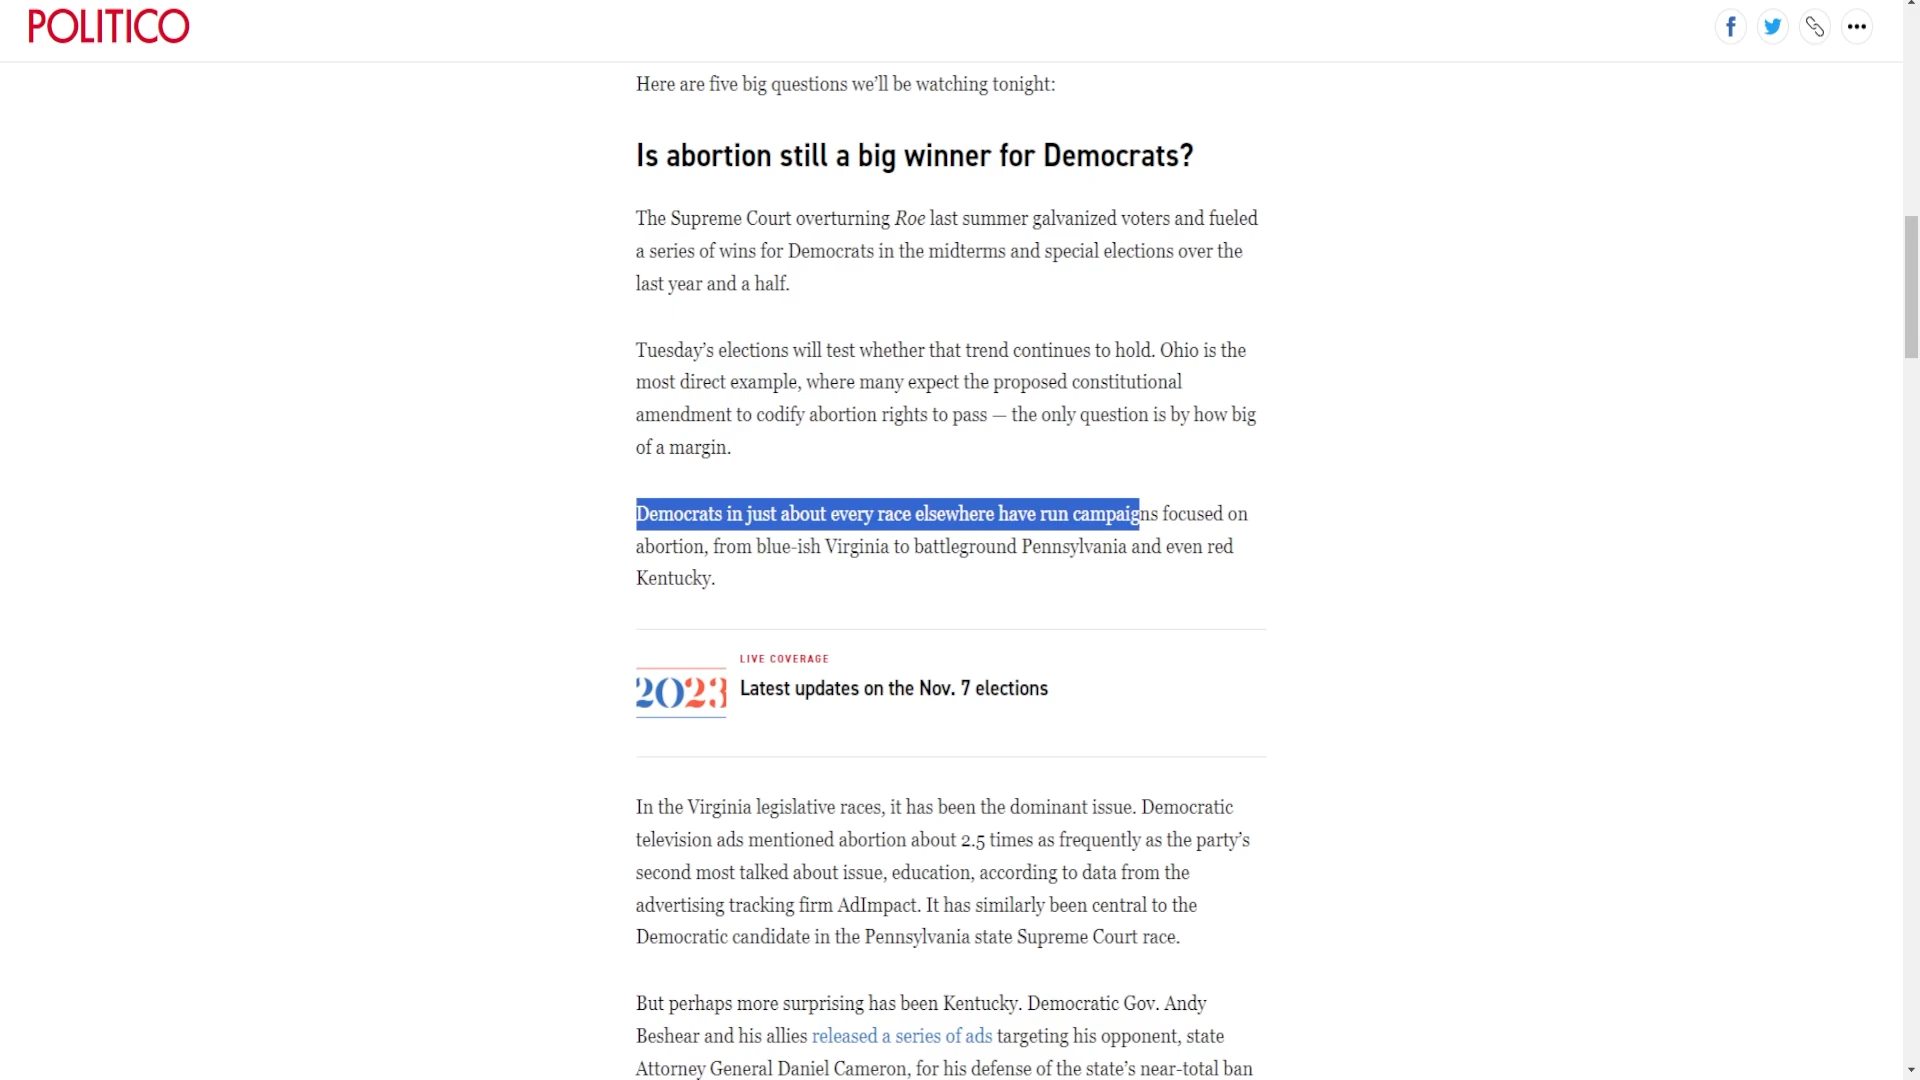 POLITICO
Here are five big questions we’ll be watching tonight:
Is abortion still a big winner for Democrats?
The Supreme Court overturning Roe last summer galvanized voters and fueled
a series of wins for Democrats in the midterms and special elections over the
last year and a half.
Tuesday’s elections will test whether that trend continues to hold. Ohio is the
most direct example, where many expect the proposed constitutional
amendment to codify abortion rights to pass — the only question is by how big
of a margin.
Democrats in just about every race elsewhere have run campaigns focused on
abortion, from blue-ish Virginia to battleground Pennsylvania and even red
Kentucky.
LIVE COVERAGE
2023
Latest updates on the Nov. 7 elections
In the Virginia legislative races, it has been the dominant issue. Democratic
television ads mentioned abortion about 2.5 times as frequently as the party’s
second most talked about issue, education, according to data from the
advertising tracking firm AdImpact. It has similarly been central to the
Democratic candidate in the Pennsylvania state Supreme Court race.
But perhaps more surprising has been Kentucky. Democratic Gov. Andy
Beshear and his allies released a series of ads targeting his opponent, state
Attorney General Daniel Cameron, for his defense of the state’s near-total ban